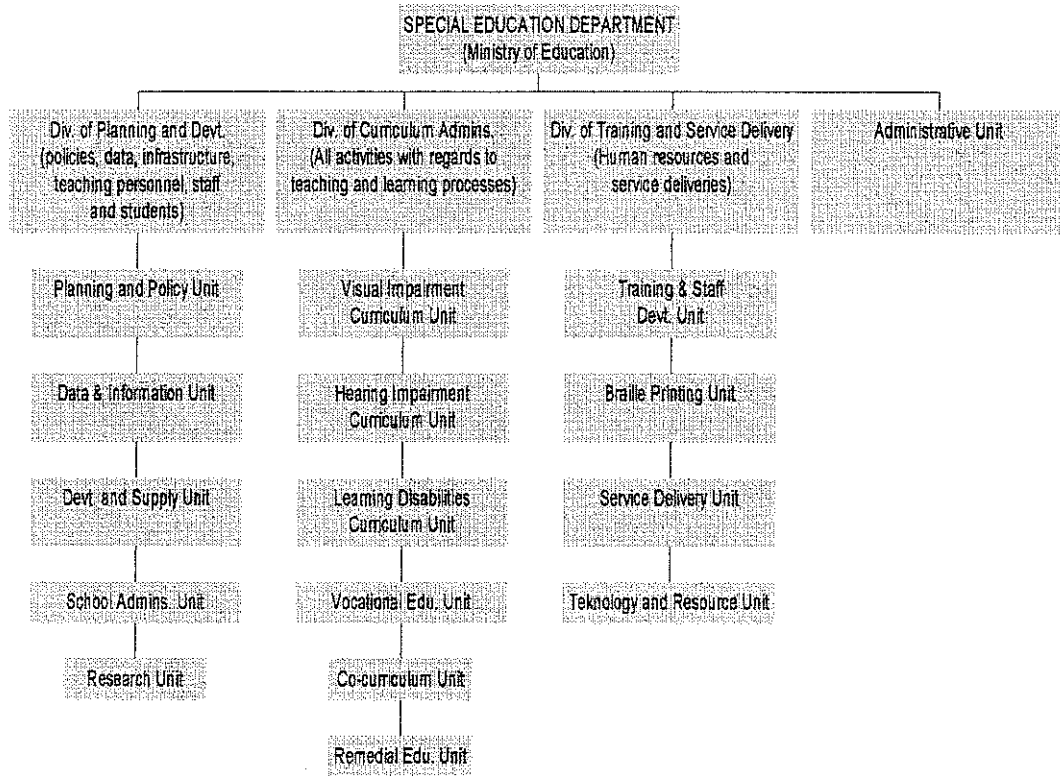 SPECIAL EDUCATION DEPARTMENT
(Ministry of Education)
Div. of Planning and Devt.
(policies, data, infrastructure,
teaching personnel, staff
and students)
Div. of Curriculum Admins.
(All activities with regards to
teaching and learning processes)
Div. of Training and Service Delivery
(Human resources and
service deliveries)
Administrative Unit
Planning and Policy Unit
Data & Information Unit
Devt. and Supply Unit
School Admins. Unit
Research Unit
Visual Impairment
Curriculum Unit
Hearing Impairment
Curriculum Unit
Learning Disabilities
Curriculum Unit
Vocational Edu. Unit
Co-curriculum Unit
Remedial Edu. Unit
Training & Staff
Devt. Unit
Braille Printing Unit
Service Delivery Unit
Teknology and Resource Unit